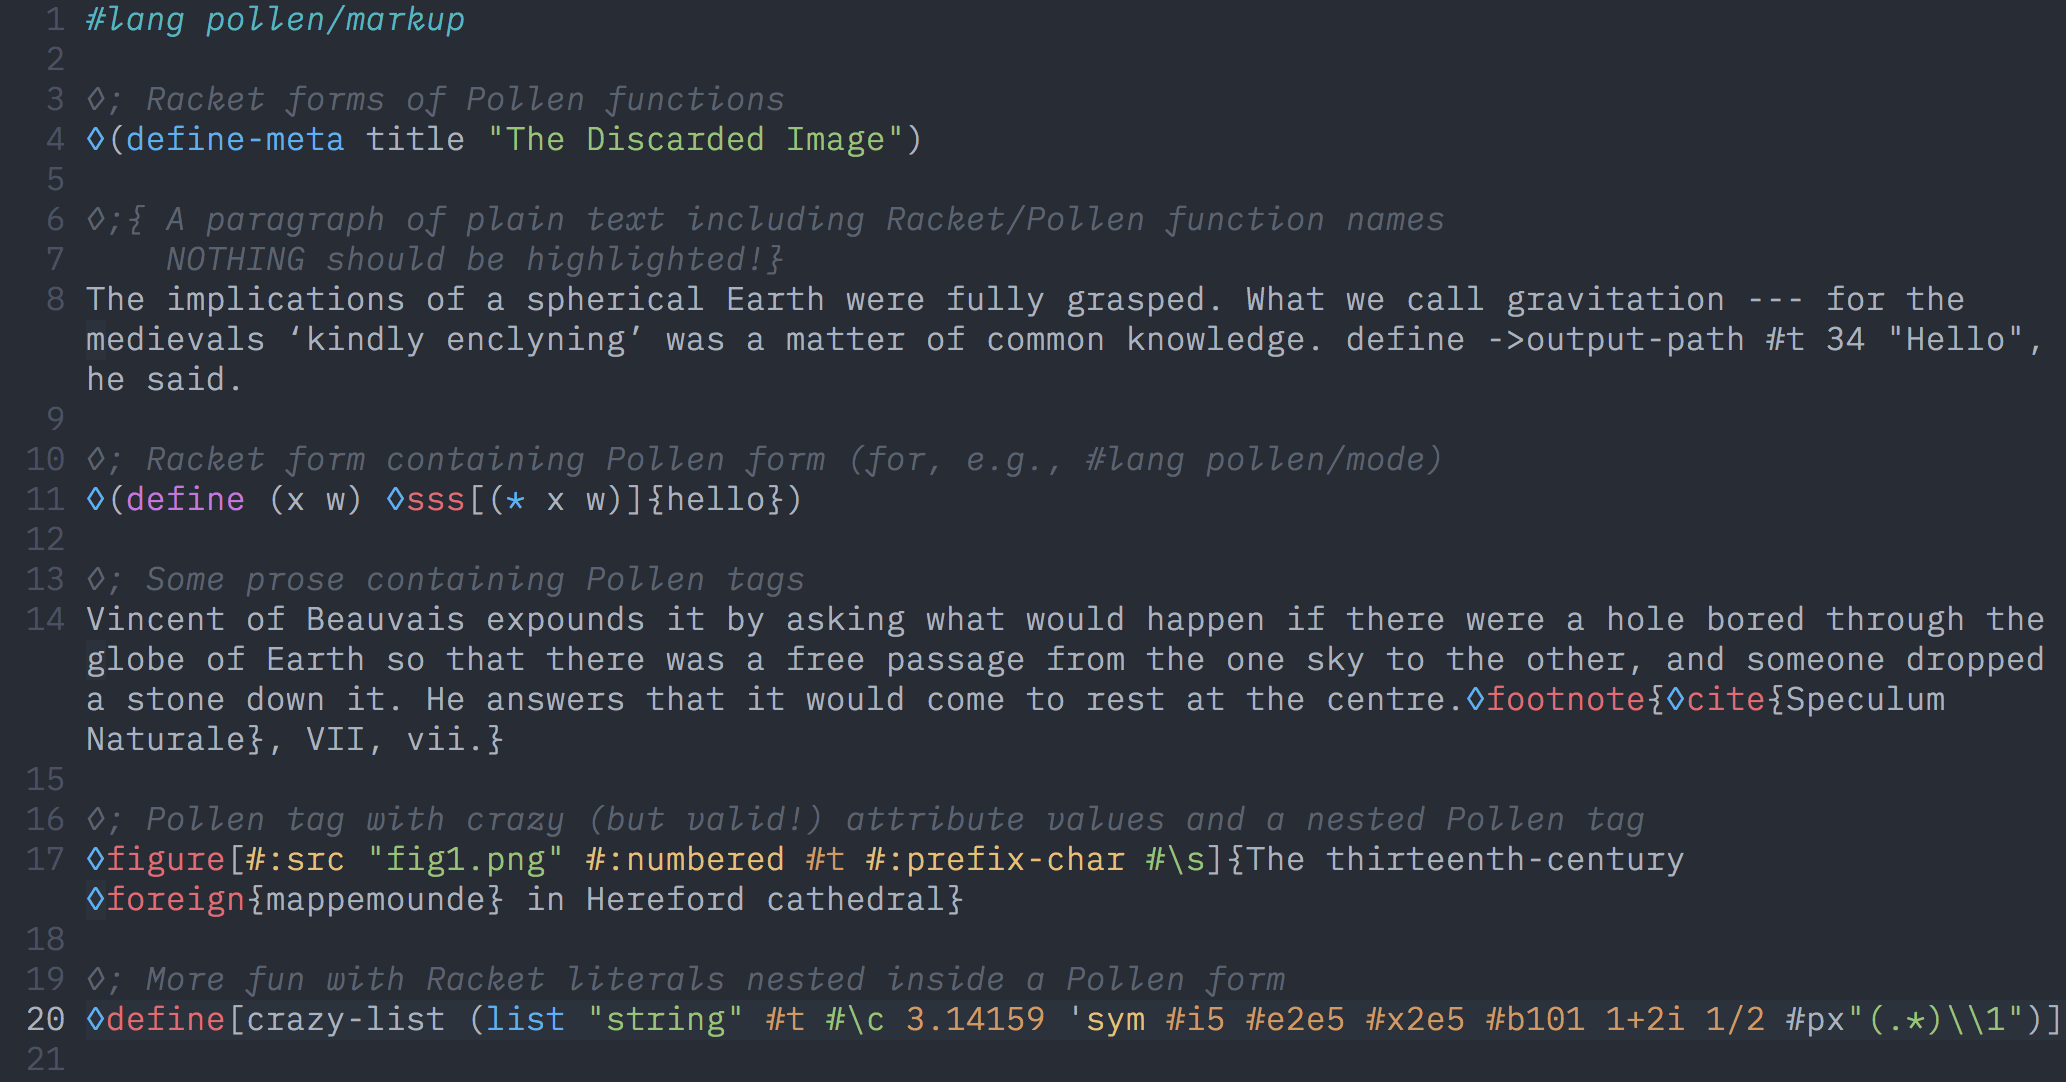 1 #lang pollen/markup
2
3 ◊; Racket forms of Pollen functions
4 ◊(define-meta title "The Discarded Image")
5
6 ◊;{ A paragraph of plain text including Racket/Pollen function names
7     NOTHING should be highlighted!}
8 The implications of a spherical Earth were fully grasped. What we call gravitation --- for the
medievals ‘kindly enclyning’ was a matter of common knowledge. define ->output-path #t 34 "Hello",
he said.
9
10 ◊; Racket form containing Pollen form (for, e.g., #lang pollen/mode)
11 ◊(define (x w) ◊sss[(* x w)]{hello})
12
13 ◊; Some prose containing Pollen tags
14 Vincent of Beauvais expounds it by asking what would happen if there were a hole bored through the
globe of Earth so that there was a free passage from the one sky to the other, and someone dropped
a stone down it. He answers that it would come to rest at the centre.◊footnote{◊cite{Speculum
Naturale}, VII, vii.}
15
16 ◊; Pollen tag with crazy (but valid!) attribute values and a nested Pollen tag
17 ◊figure[#:src "fig1.png" #:numbered #t #:prefix-char #\s]{The thirteenth-century
◊foreign{mappemounde} in Hereford cathedral}
18
19 ◊; More fun with Racket literals nested inside a Pollen form
20 ◊define[crazy-list (list "string" #t #\c 3.14159 'sym #i5 #e2e5 #x2e5 #b101 1+2i 1/2 #px"(.*)\\1")]
21